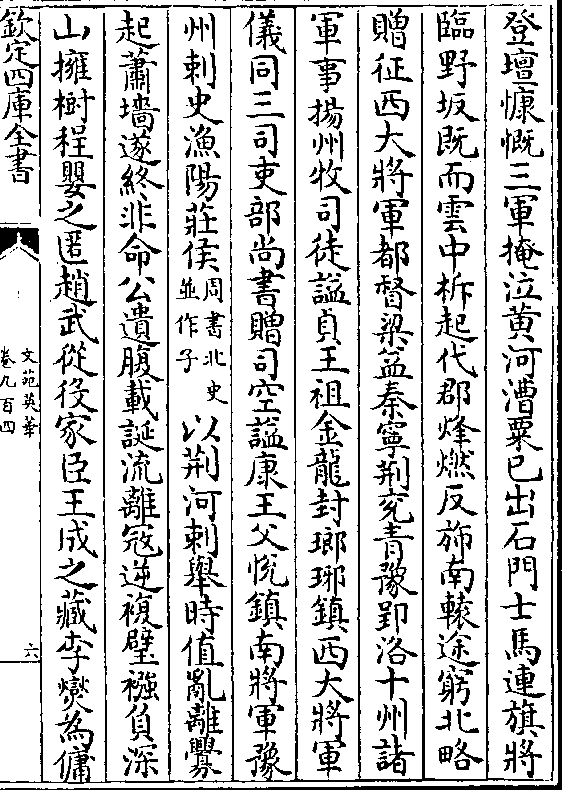 登壇慷慨三軍掩泣黄河漕粟已出石門士馬連旗將
臨野坂既而雲中柝起代郡烽燃反斾南轅途窮北略
贈征西大將軍都督梁益秦寧荆兖青豫郢洛十州諸
軍事揚州牧司徒謚貞王祖金龍封瑯琊鎮西大將軍
儀同三司吏部尚書贈司空謚康王父恱鎮南將軍豫
州刺史漁陽莊侯周書北史並作子以荆河刺舉時值亂離釁
起蕭墻遂終非命公遺腹載誕流離冦逆複壁襁負深
山擁樹程嬰之匿趙武從役家臣王成之藏李燮為傭
欽定四庫全書
文苑英華
卷九百四
六